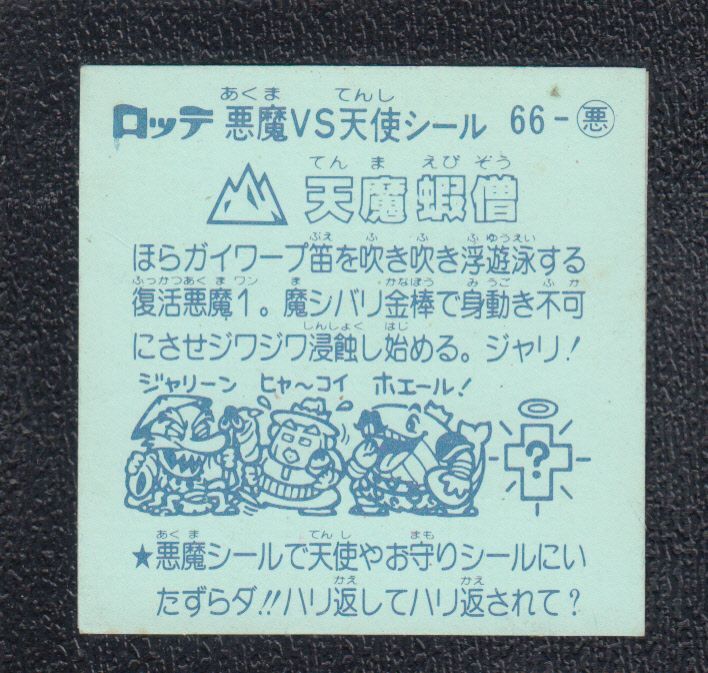 あくま てんし
ロッテ 悪魔VS天使シール 66-悪
てん ま えび ぞう
天魔蝦僧
ぶえ ふ ふ ふ ゆうえい
ほらガイワープ笛を吹き吹き浮遊泳する
ふっかつあく ま ワン ま かなぼう み うご ふ か
復活悪魔1。魔シバリ金棒で身動き不可
しんしょく はじ
にさせジワジワ浸蝕し始める。ジャリ!
ジャリーン ヒャ〜コイ ホエール!
?
あく ま てん し まも
★悪魔シールで天使やお守りシールにい
かえ かえ
たずらダ!!ハリ返してハリ返されて?